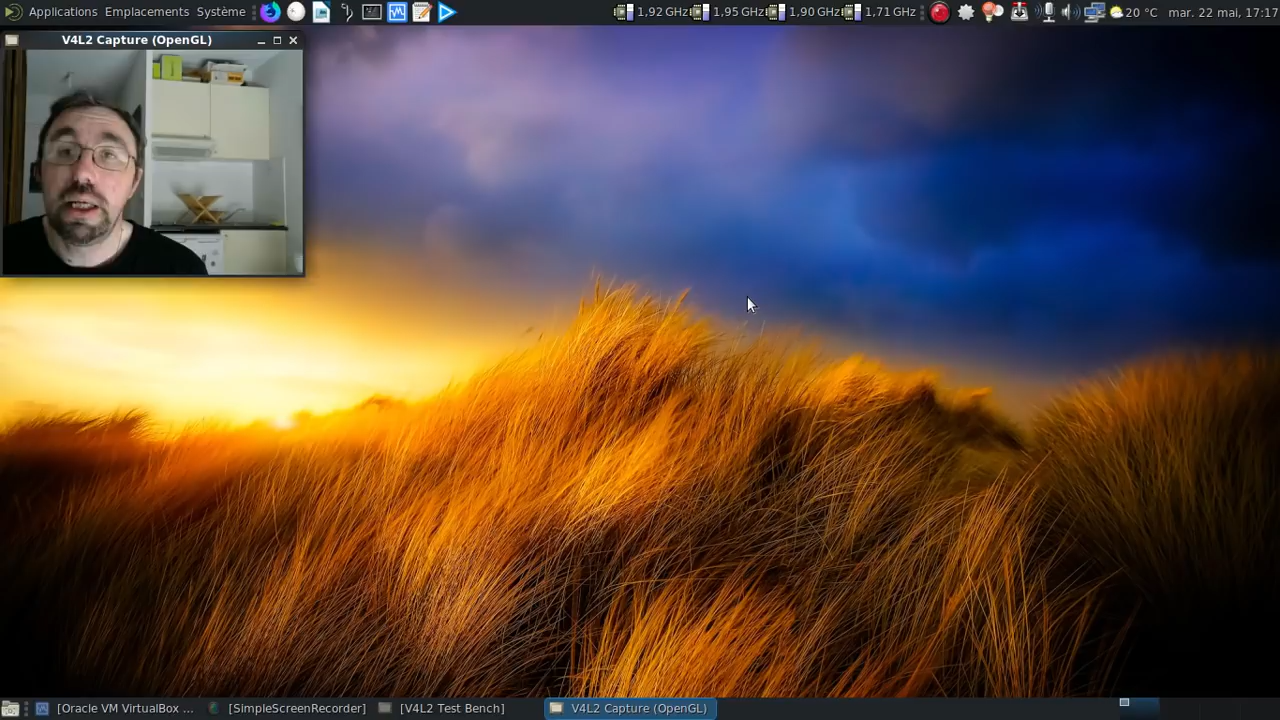 Applications Emplacements Système 1,92 GHz 1,95 GHz 1,90 GHz 1,71 GHz 20 °C mar. 22 mai, 17:17
V4L2 Capture (OpenGL)
[Oracle VM VirtualBox ... [SimpleScreenRecorder] [V4L2 Test Bench] V4L2 Capture (OpenGL)